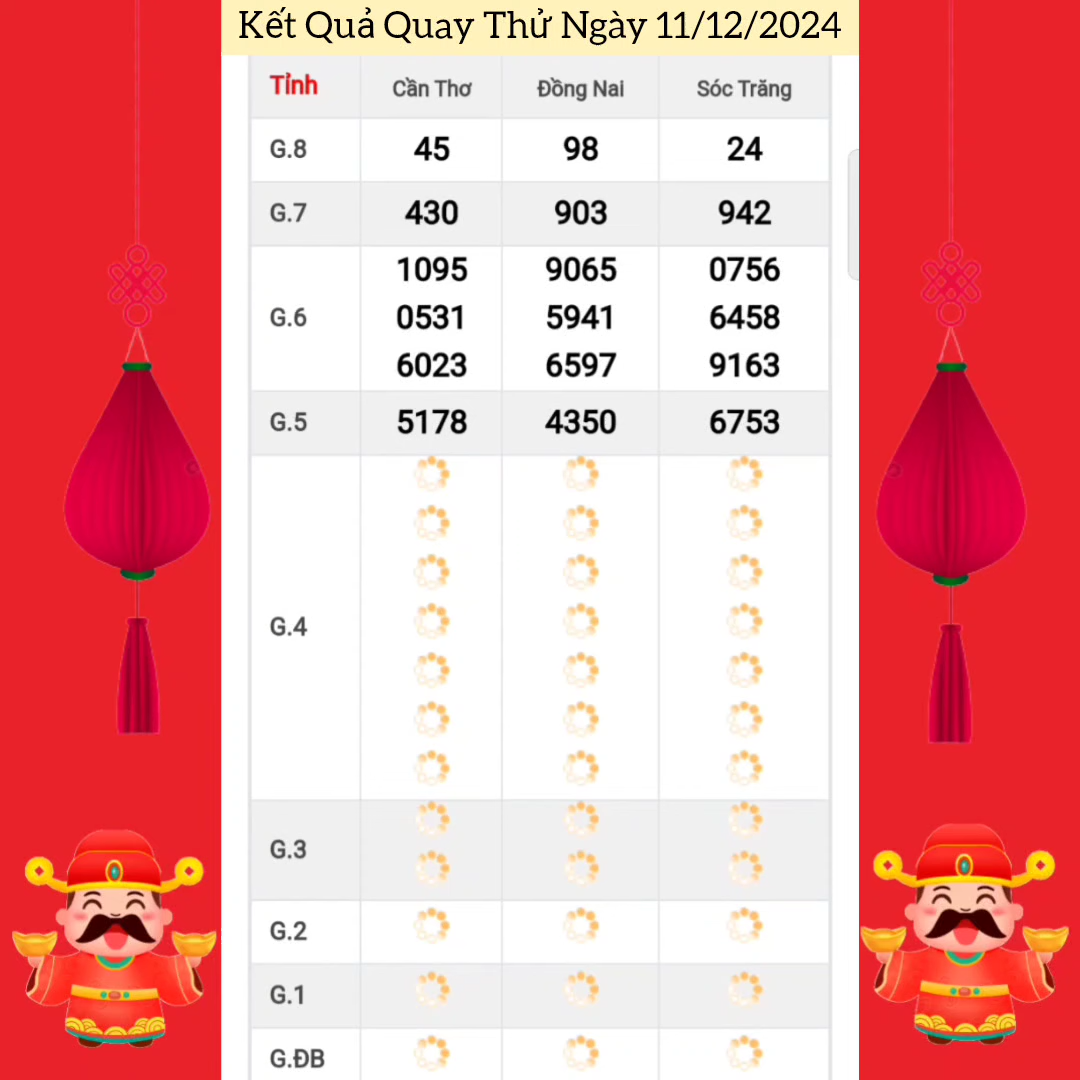 Kết Quả Quay Thử Ngày 11/12/2024
Tỉnh Cần Thơ Đồng Nai Sóc Trăng
G.8 45 98 24
G.7 430 903 942
1095 9065 0756
G.6 0531 5941 6458
6023 6597 9163
G.5 5178 4350 6753
G.4
G.3
G.2
G.1
G.ĐB